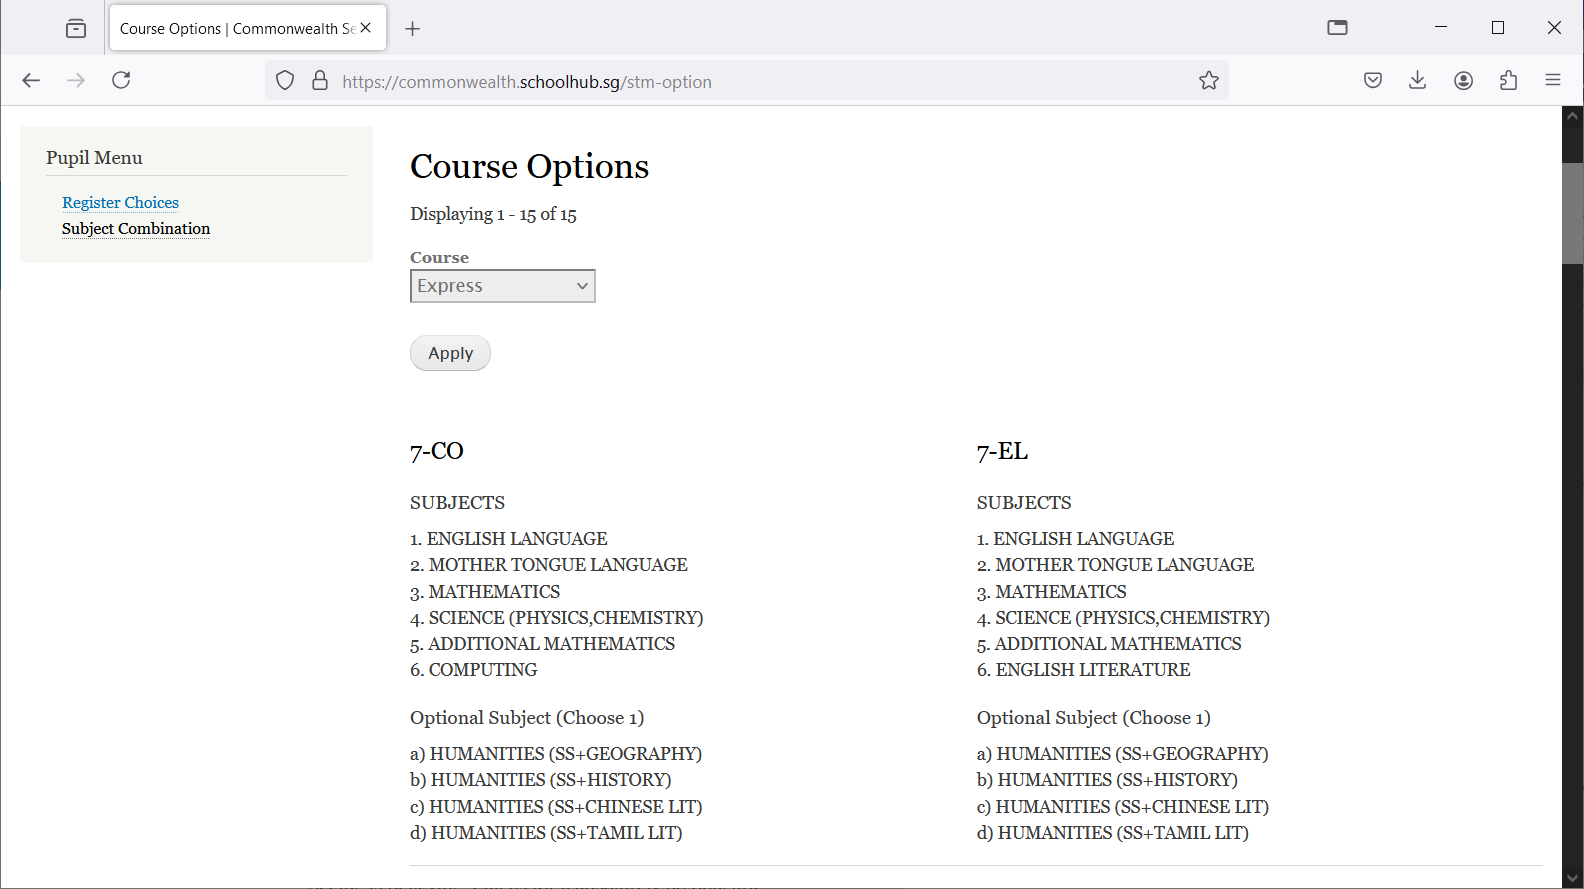 Course Options | Commonwealth Se
https://commonwealth.schoolhub.sg/stm-option
Pupil Menu
Register Choices
Subject Combination
Course Options
Displaying 1 - 15 of 15
Course
Express
Apply
7-CO
SUBJECTS
1. ENGLISH LANGUAGE
2. MOTHER TONGUE LANGUAGE
3. MATHEMATICS
4. SCIENCE (PHYSICS,CHEMISTRY)
5. ADDITIONAL MATHEMATICS
6. COMPUTING
Optional Subject (Choose 1)
a) HUMANITIES (SS+GEOGRAPHY)
b) HUMANITIES (SS+HISTORY)
c) HUMANITIES (SS+CHINESE LIT)
d) HUMANITIES (SS+TAMIL LIT)
7-EL
SUBJECTS
1. ENGLISH LANGUAGE
2. MOTHER TONGUE LANGUAGE
3. MATHEMATICS
4. SCIENCE (PHYSICS,CHEMISTRY)
5. ADDITIONAL MATHEMATICS
6. ENGLISH LITERATURE
Optional Subject (Choose 1)
a) HUMANITIES (SS+GEOGRAPHY)
b) HUMANITIES (SS+HISTORY)
c) HUMANITIES (SS+CHINESE LIT)
d) HUMANITIES (SS+TAMIL LIT)